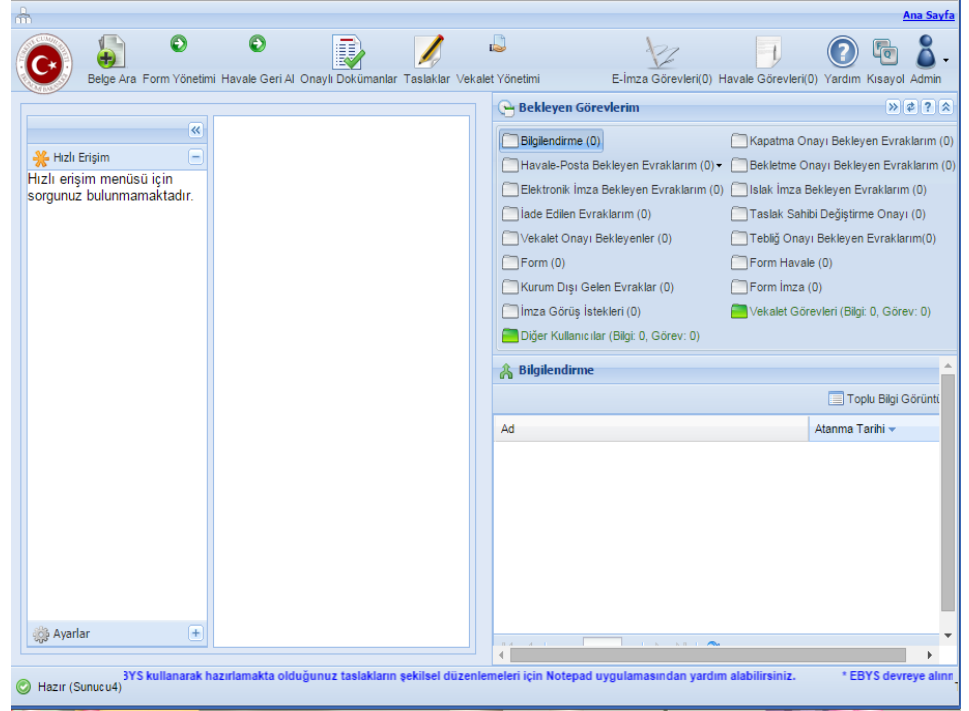 Ana Sayfa
Belge Ara Form Yönetimi Havale Geri Al Onaylı Dokümanlar Taslaklar Vekalet Yönetimi E-İmza Görevleri(0) Havale Görevleri(0) Yardım Kısayol Admin
Bekleyen Görevlerim
Hızlı Erişim
Hızlı erişim menüsü için
sorgunuz bulunmamaktadır.
Ayarlar
Bilgilendirme (0) Kapatma Onayı Bekleyen Evraklarım (0)
Havale-Posta Bekleyen Evraklarım (0) Bekletme Onayı Bekleyen Evraklarım (0)
Elektronik İmza Bekleyen Evraklarım (0) Islak İmza Bekleyen Evraklarım (0)
İade Edilen Evraklarım (0) Taslak Sahibi Değiştirme Onayı (0)
Vekalet Onayı Bekleyenler (0) Tebliğ Onayı Bekleyen Evraklarım(0)
Form (0) Form Havale (0)
Kurum Dışı Gelen Evraklar (0) Form İmza (0)
İmza Görüş İstekleri (0) Vekalet Görevleri (Bilgi: 0, Görev: 0)
Diğer Kullanıcılar (Bilgi: 0, Görev: 0)
Bilgilendirme
Toplu Bilgi Görüntü
Ad Atanma Tarihi
Hazır (Sunucu4) BYS kullanarak hazırlamakta olduğunuz taslakların şekilsel düzenlemeleri için Notepad uygulamasından yardım alabilirsiniz. * EBYS devreye alının